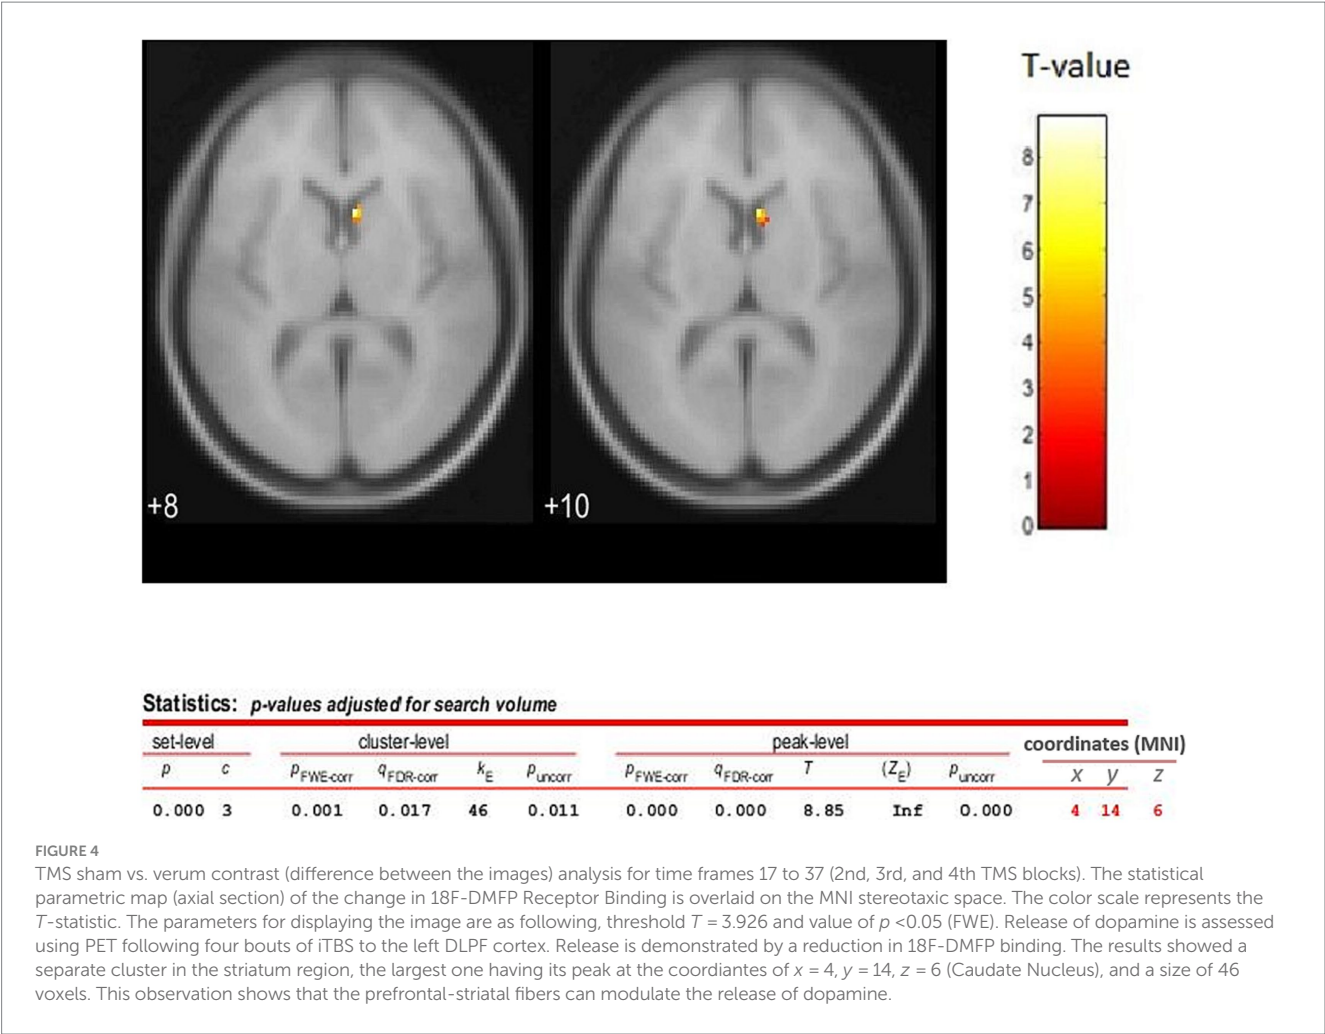 T-value
8
7
6
5
4
3
2
1
0
+8
+10
Statistics: p-values adjusted for search volume
set-level cluster-level peak-level coordinates (MNI)
p c pFWE-corr qFDR-corr kE puncorr pFWE-corr qFDR-corr T (ZE) puncorr x y z
0.000 3 0.001 0.017 46 0.011 0.000 0.000 8.85 Inf 0.000 4 14 6
FIGURE 4
TMS sham vs. verum contrast (difference between the images) analysis for time frames 17 to 37 (2nd, 3rd, and 4th TMS blocks). The statistical
parametric map (axial section) of the change in 18F-DMFP Receptor Binding is overlaid on the MNI stereotaxic space. The color scale represents the
T-statistic. The parameters for displaying the image are as following, threshold T = 3.926 and value of p <0.05 (FWE). Release of dopamine is assessed
using PET following four bouts of iTBS to the left DLPF cortex. Release is demonstrated by a reduction in 18F-DMFP binding. The results showed a
separate cluster in the striatum region, the largest one having its peak at the coordiantes of x = 4, y = 14, z = 6 (Caudate Nucleus), and a size of 46
voxels. This observation shows that the prefrontal-striatal fibers can modulate the release of dopamine.